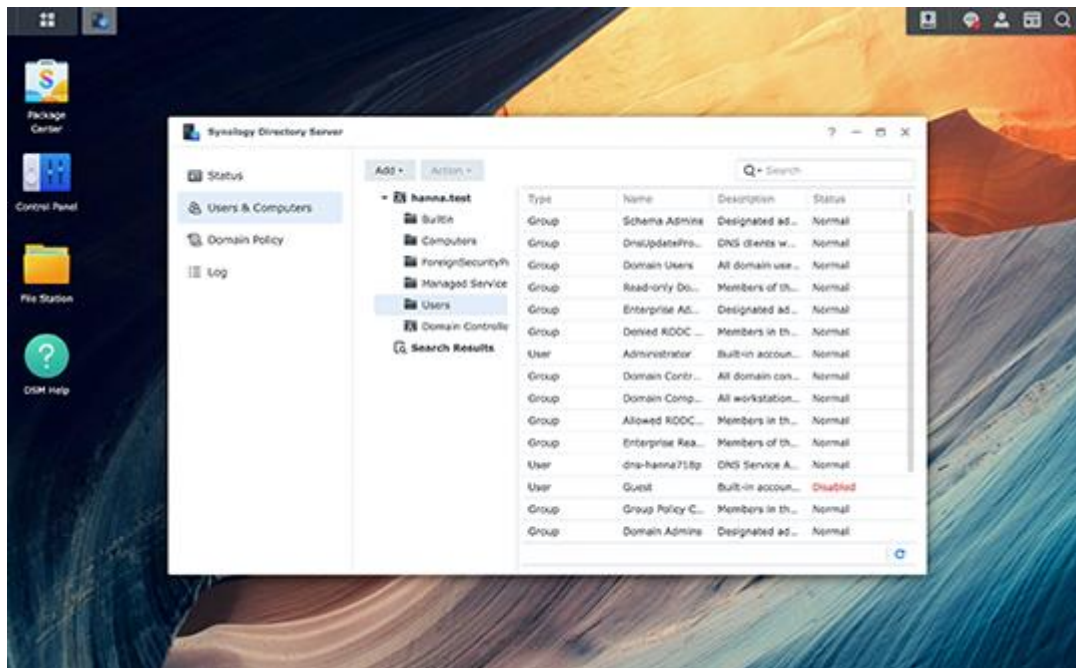 Package
Center
Control Panel
File Station
DSM Help
Synology Directory Server
Status
Users & Computers
Domain Policy
Log
Add
Action
Search
hanna.test
Builtin
Computers
ForeignSecurityPr
Managed Service
Users
Domain Controlle
Search Results
Type Name Description Status
Group Schema Admins Designated ad... Normal
Group DnsUpdatePro... DNS clients w... Normal
Group Domain Users All domain use... Normal
Group Read-only Do... Members of th... Normal
Group Enterprise Ad... Designated ad... Normal
Group Denied RODC ... Members in th... Normal
User Administrator Built-in accoun... Normal
Group Domain Contr... All domain con... Normal
Group Domain Comp... All workstation... Normal
Group Allowed RODC... Members in th... Normal
Group Enterprise Rea... Members of th... Normal
User dns-hanna718p DNS Service A... Normal
User Guest Built-in accoun... Disabled
Group Group Policy C... Members in th... Normal
Group Domain Admins Designated ad... Normal